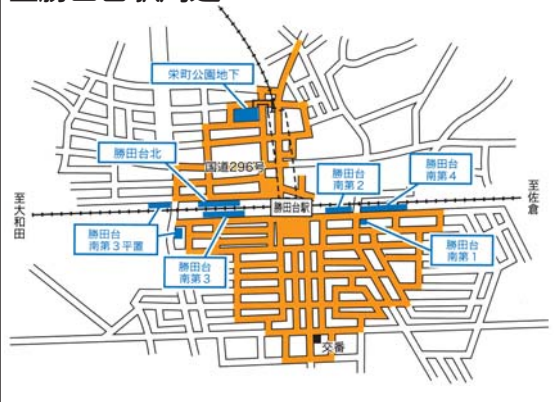 栄町公園地下
勝田台北
国道296号
勝田台
南第2
勝田台
南第4
至大和田
勝田台駅
至佐倉
勝田台
南第3平置
勝田台
南第3
勝田台
南第1
交番